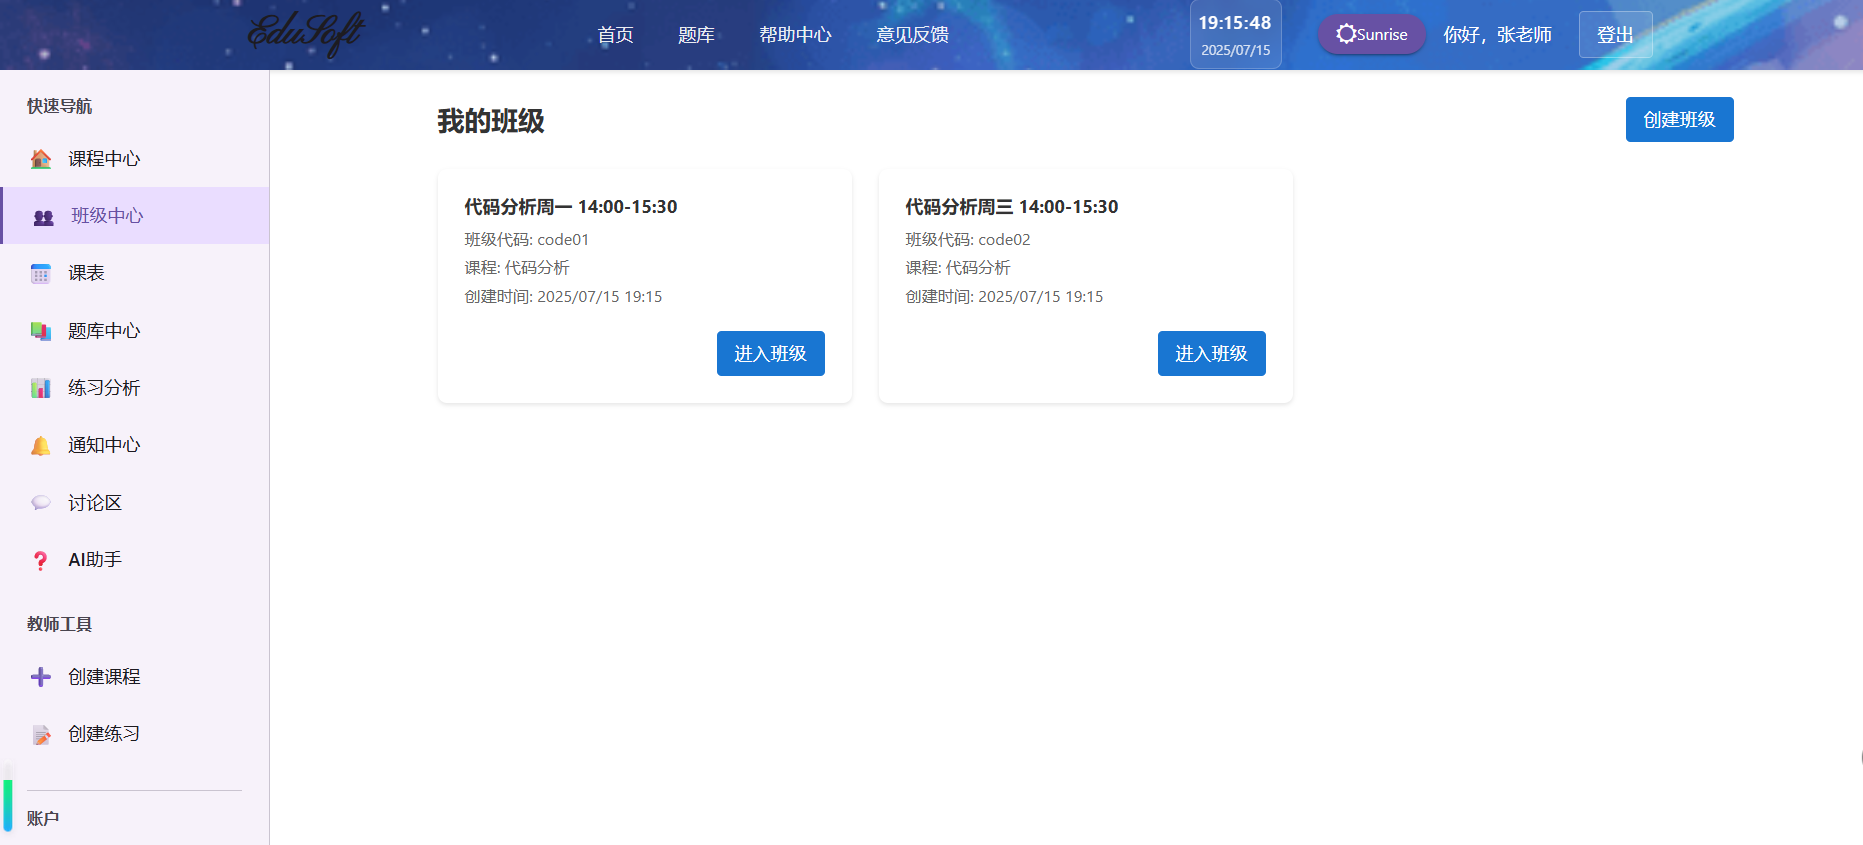 EduSoft
首页
题库
帮助中心
意见反馈
19:15:48
2025/07/15
Sunrise
你好，张老师
登出
快速导航
课程中心
班级中心
课表
题库中心
练习分析
通知中心
讨论区
AI助手
教师工具
创建课程
创建练习
账户
我的班级
创建班级
代码分析周一 14:00-15:30
班级代码: code01
课程: 代码分析
创建时间: 2025/07/15 19:15
进入班级
代码分析周三 14:00-15:30
班级代码: code02
课程: 代码分析
创建时间: 2025/07/15 19:15
进入班级